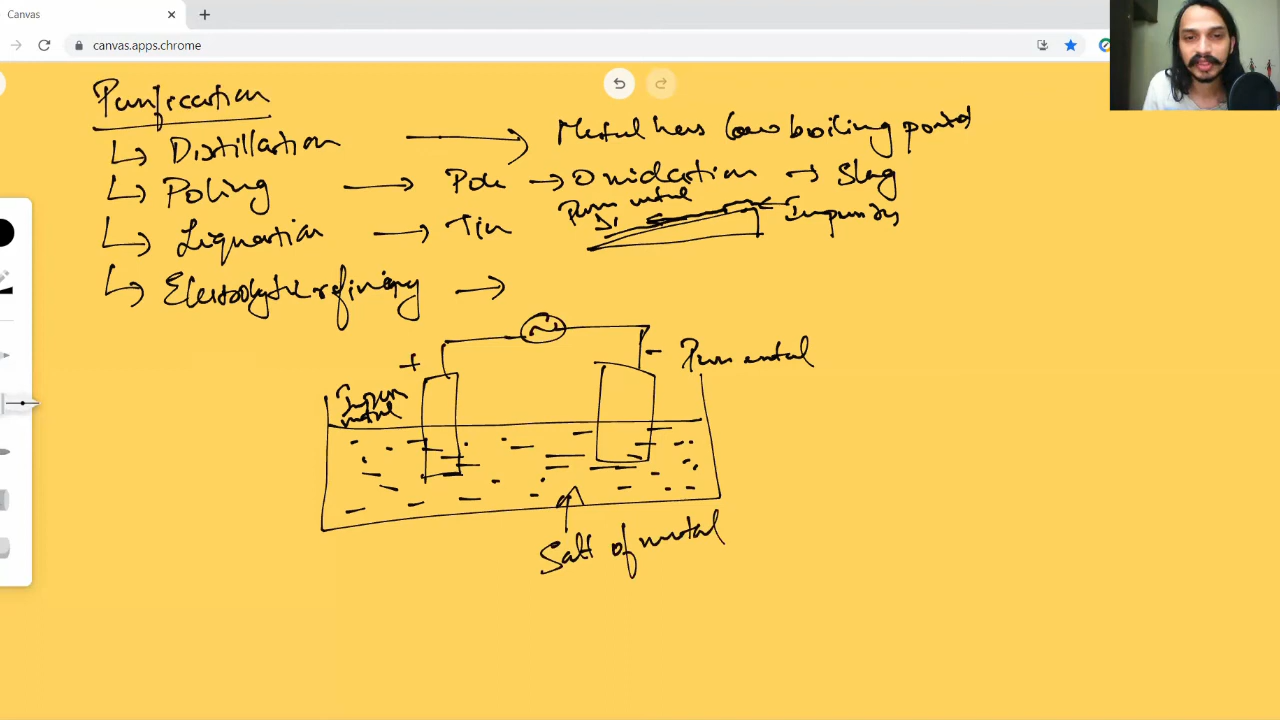 Canvas
canvas.apps.chrome
Purification
Distillation → Metal has low boiling point
Poling → Pole → Oxidation → Slag
Pure metal
Impurities
Liquation → Tin
Electrolytic refining →
+
- Pure metal
Impure metal
Salt of metal